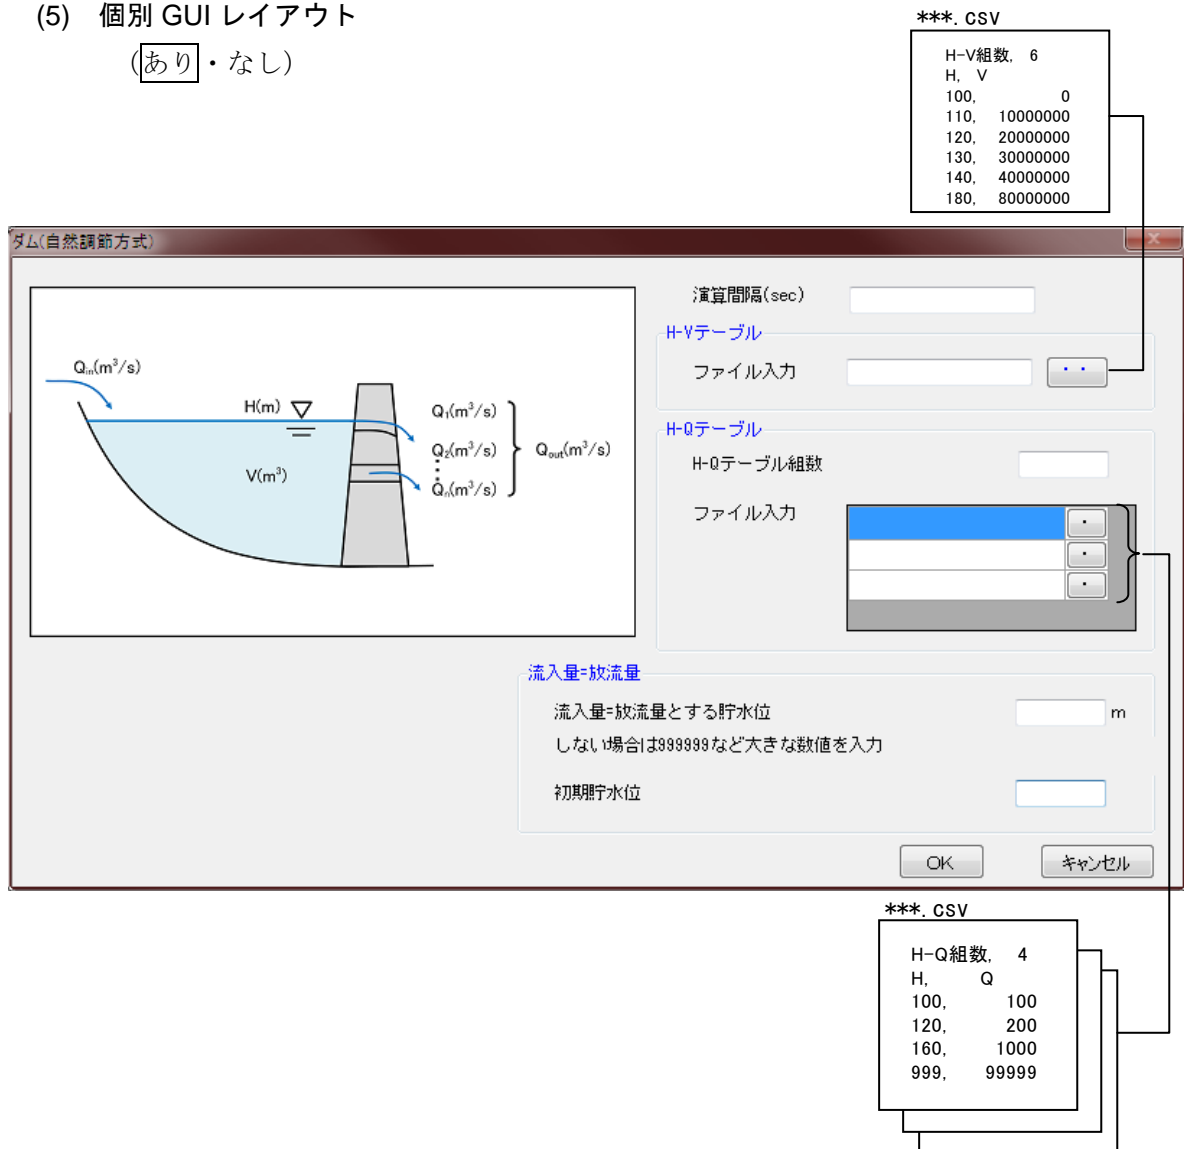 (5) 個別 GUI レイアウト
(あり・なし)
***.CSV
H-V組数, 6
H, V
100, 0
110, 10000000
120, 20000000
130, 30000000
140, 40000000
180, 80000000
ダム(自然調節方式)
x
演算間隔(sec)
H-Vテーブル
ファイル入力
Qin(m³/s)
H(m)
V(m³)
Q₁(m³/s)
Q₂(m³/s)
Qₙ(m³/s)
Qout(m³/s)
H-Qテーブル
H-Qテーブル組数
ファイル入力
流入量=放流量
流入量=放流量とする貯水位 m
しない場合は999999など大きな数値を入力
初期貯水位
OK キャンセル
***.CSV
H-Q組数, 4
H, Q
100, 100
120, 200
160, 1000
999, 99999